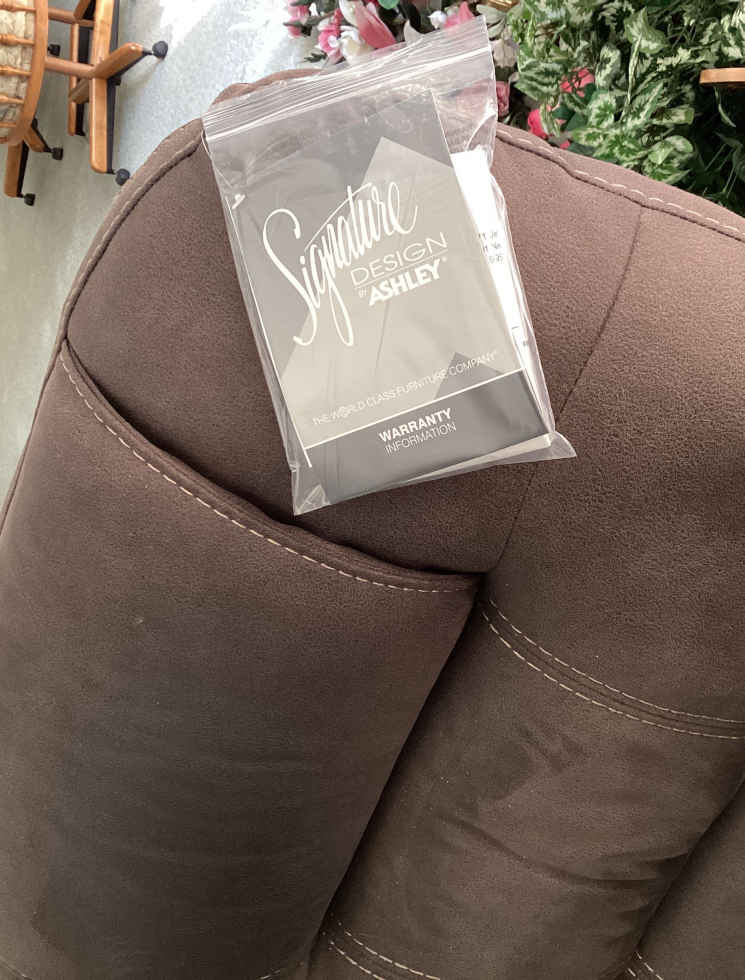 Signature
DESIGN
BY ASHLEY®
THE WORLD CLASS FURNITURE COMPANY®
WARRANTY
INFORMATION